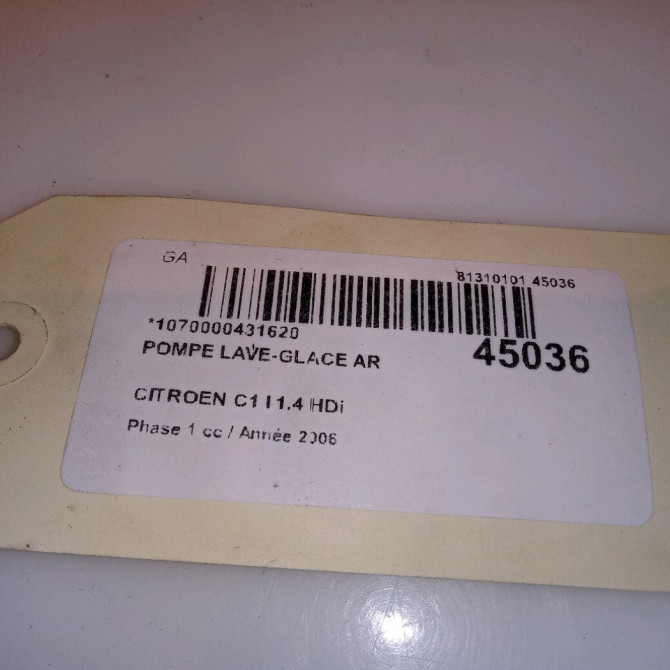 GA
81310101 45036
*1070000431620
45036
POMPE LAVE-GLACE AR
CITROEN C1 I 1.4 HDi
Phase 1 cc / Année 2006